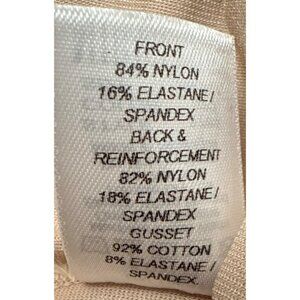 FRONT
84% NYLON
16% ELASTANE /
SPANDEX
BACK &
REINFORCEMENT
82% NYLON
18% ELASTANE /
SPANDEX
GUSSET
92% COTTON
8% ELASTANE /
SPANDEX